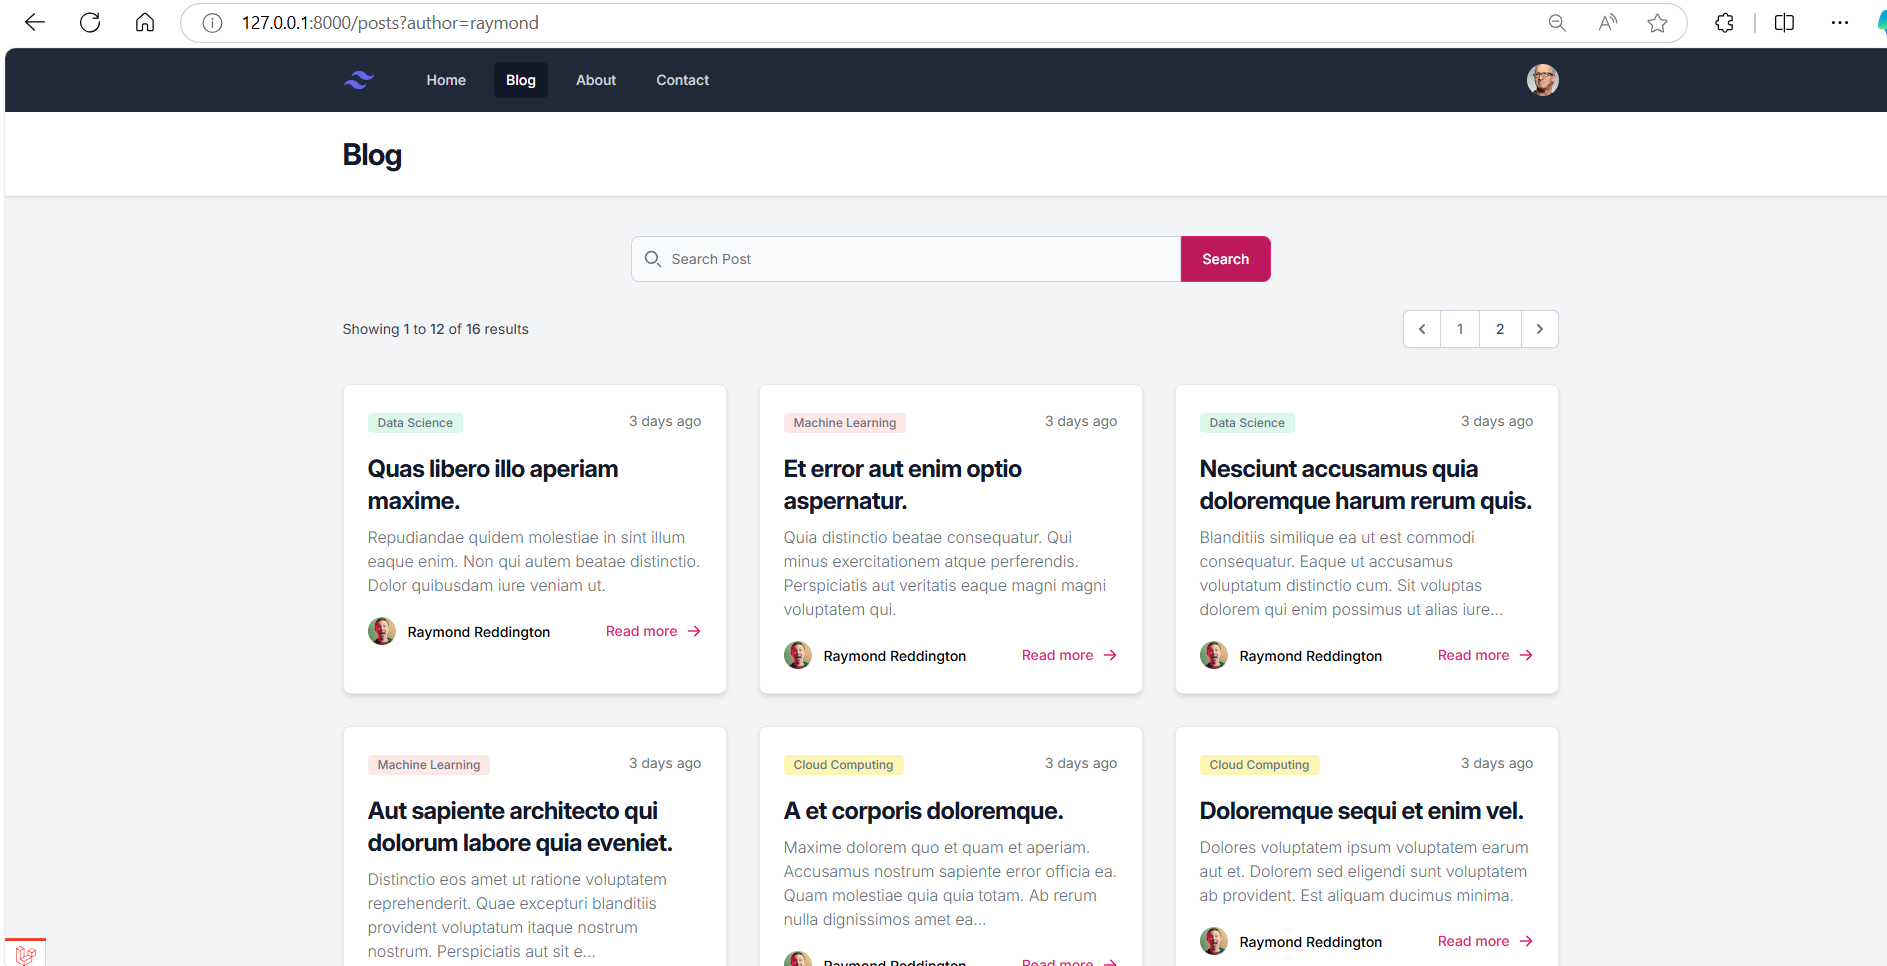 127.0.0.1:8000/posts?author=raymond
Home Blog About Contact
Blog
Search Post Search
Showing 1 to 12 of 16 results
1 2
Data Science 3 days ago
Quas libero illo aperiam
maxime.
Repudiandae quidem molestiae in sint illum
eaque enim. Non qui autem beatae distinctio.
Dolor quibusdam iure veniam ut.
Raymond Reddington Read more
Machine Learning 3 days ago
Et error aut enim optio
aspernatur.
Quia distinctio beatae consequatur. Qui
minus exercitationem atque perferendis.
Perspiciatis aut veritatis eaque magni magni
voluptatem qui.
Raymond Reddington Read more
Data Science 3 days ago
Nesciunt accusamus quia
doloremque harum rerum quis.
Blanditiis similique ea ut est commodi
consequatur. Eaque ut accusamus
voluptatum distinctio cum. Sit voluptas
dolorem qui enim possimus ut alias iure...
Raymond Reddington Read more
Machine Learning 3 days ago
Aut sapiente architecto qui
dolorum labore quia eveniet.
Distinctio eos amet ut ratione voluptatem
reprehenderit. Quae excepturi blanditiis
provident voluptatum itaque nostrum
nostrum. Perspiciatis aut sit e...
Cloud Computing 3 days ago
A et corporis doloremque.
Maxime dolorem quo et quam et aperiam.
Accusamus nostrum sapiente error officia ea.
Quam molestiae quia quia totam. Ab rerum
nulla dignissimos amet ea...
Raymond Reddington Read more
Cloud Computing 3 days ago
Doloremque sequi et enim vel.
Dolores voluptatem ipsum voluptatem earum
aut et. Dolorem sed eligendi sunt voluptatem
ab provident. Est aliquam ducimus minima.
Raymond Reddington Read more